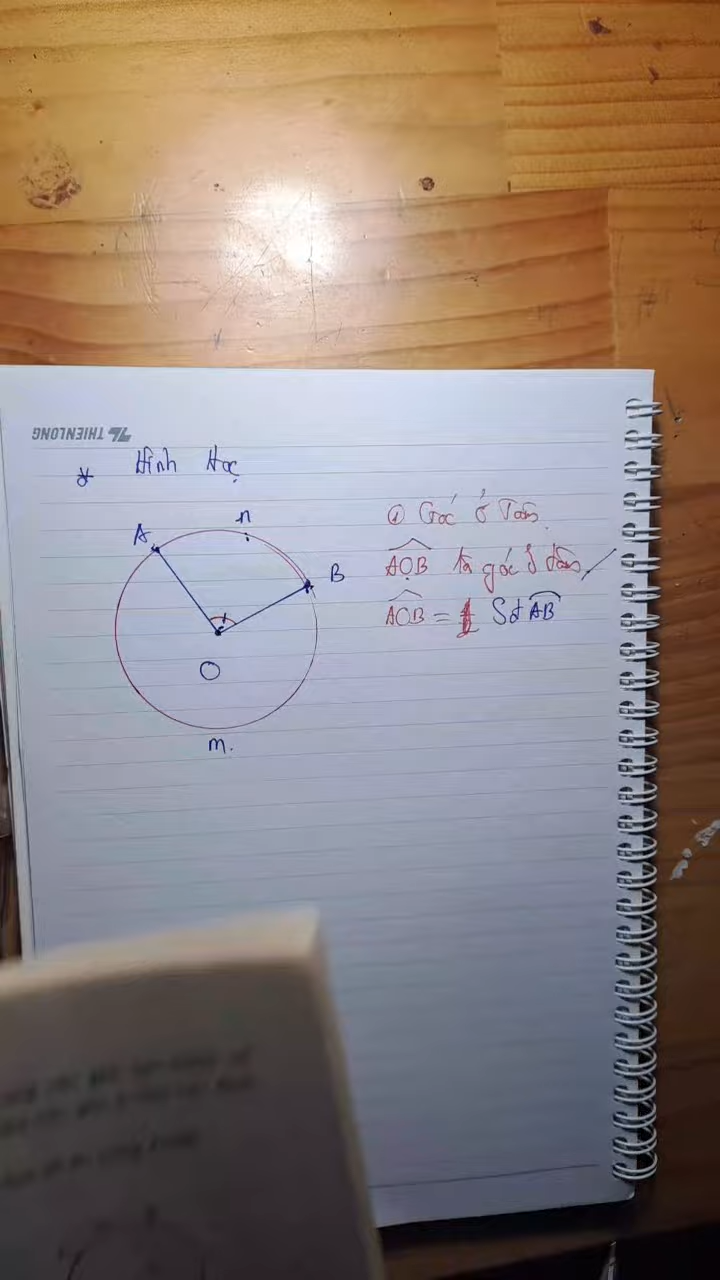 THIENLONG
* Hình Học
① Góc ở Tâm.
A
n
B
AOB là góc ở tâm
AOB = Sđ AB
O
m.